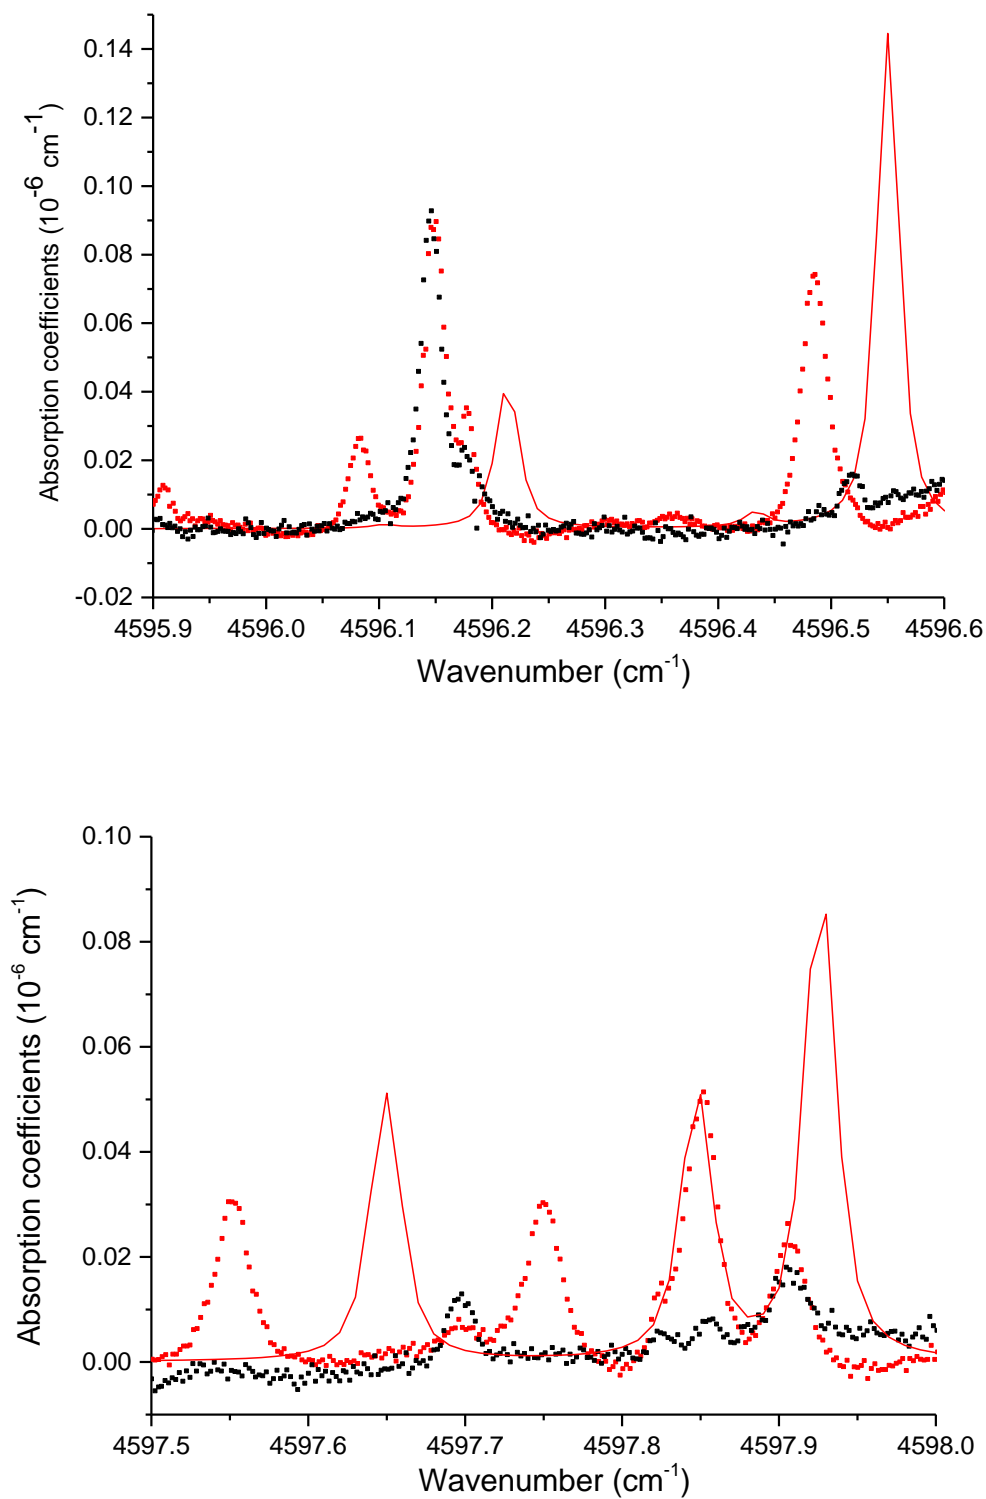 0.14
0.12
0.10
0.08
0.06
0.04
0.02
0.00
-0.02
Absorption coefficients (10⁻⁶ cm⁻¹)
4595.9 4596.0 4596.1 4596.2 4596.3 4596.4 4596.5 4596.6
Wavenumber (cm⁻¹)
0.10
0.08
0.06
0.04
0.02
0.00
Absorption coefficients (10⁻⁶ cm⁻¹)
4597.5 4597.6 4597.7 4597.8 4597.9 4598.0
Wavenumber (cm⁻¹)